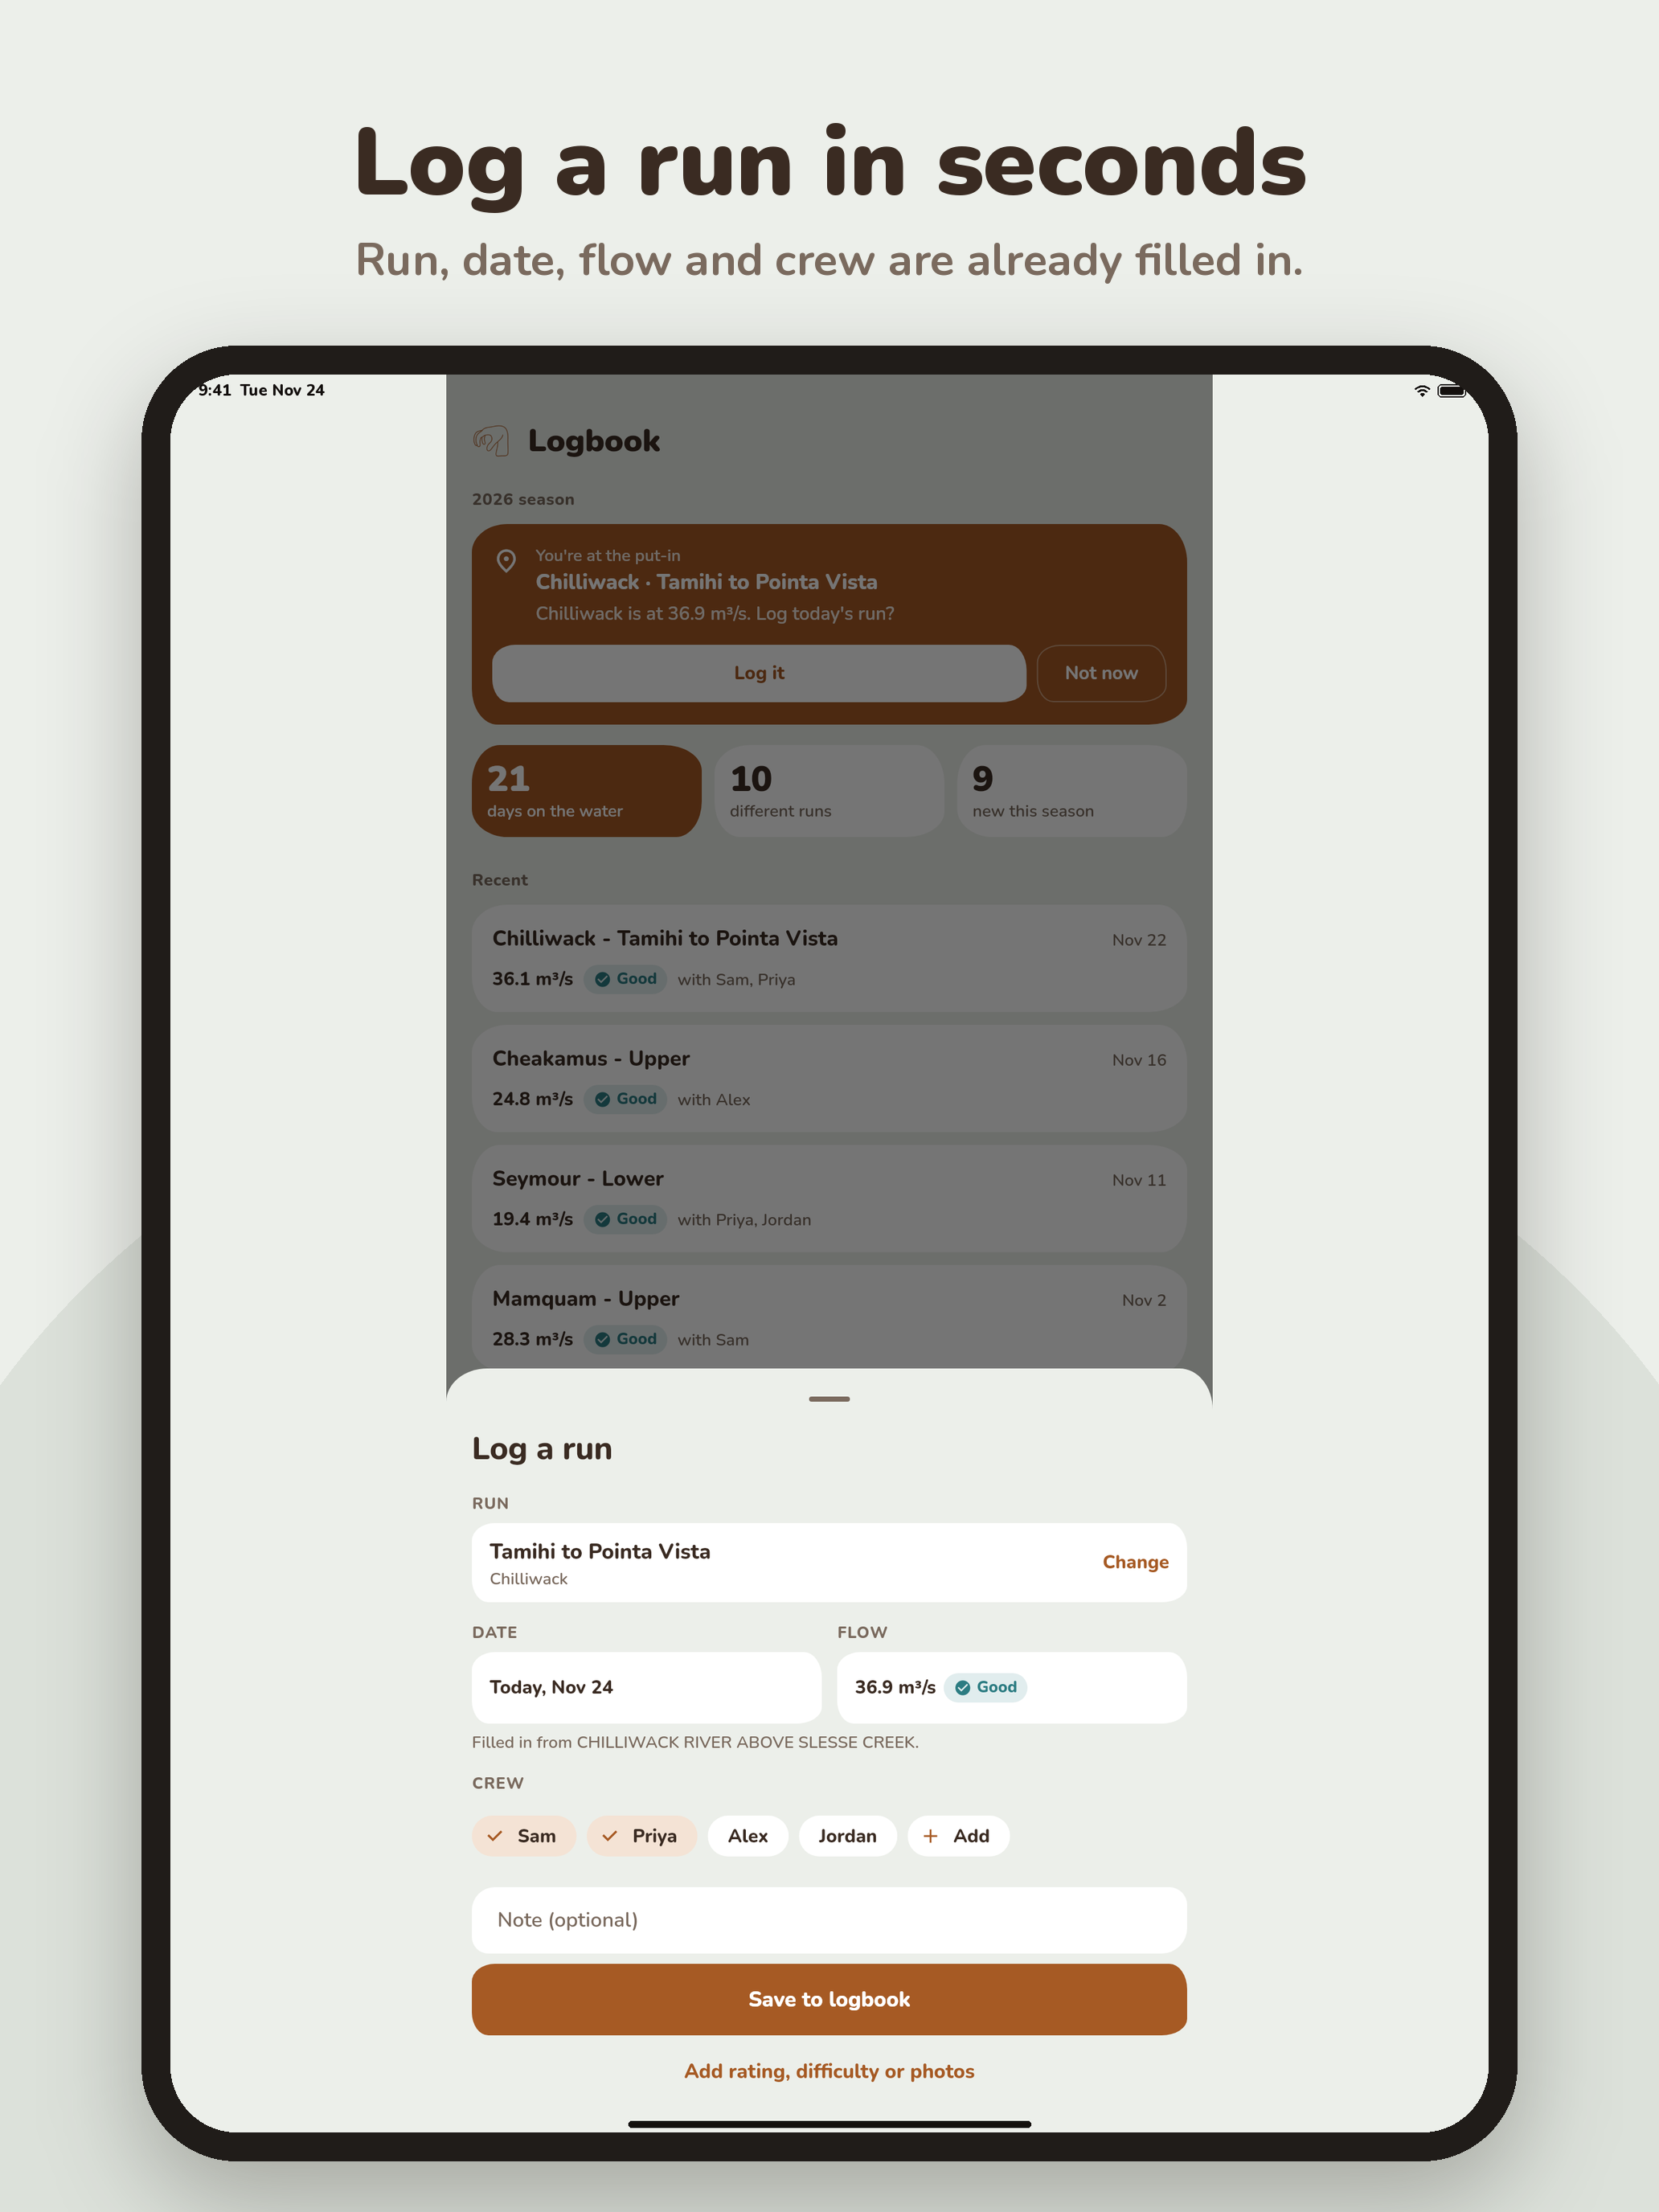 Log a run in seconds
Run, date, flow and crew are already filled in.
9:41 Tue Nov 24
Logbook
2026 season
You're at the put-in
Chilliwack · Tamihi to Pointa Vista
Chilliwack is at 36.9 m³/s. Log today's run?
Log it
Not now
21
days on the water
10
different runs
9
new this season
Recent
Chilliwack - Tamihi to Pointa Vista
Nov 22
36.1 m³/s Good with Sam, Priya
Cheakamus - Upper
Nov 16
24.8 m³/s Good with Alex
Seymour - Lower
Nov 11
19.4 m³/s Good with Priya, Jordan
Mamquam - Upper
Nov 2
28.3 m³/s Good with Sam
Log a run
RUN
Tamihi to Pointa Vista
Chilliwack
Change
DATE
Today, Nov 24
FLOW
36.9 m³/s Good
Filled in from CHILLIWACK RIVER ABOVE SLESSE CREEK.
CREW
Sam Priya Alex Jordan + Add
Note (optional)
Save to logbook
Add rating, difficulty or photos